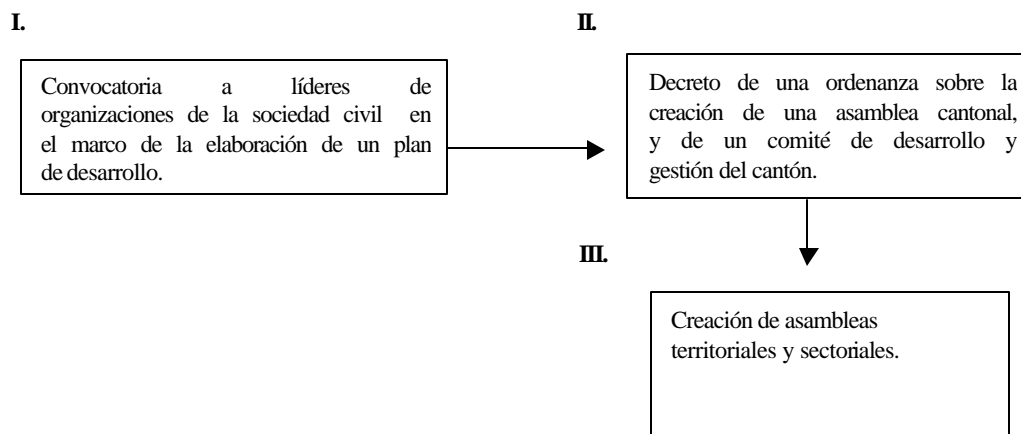 I.
Convocatoria a líderes de
organizaciones de la sociedad civil en
el marco de la elaboración de un plan
de desarrollo.
II.
Decreto de una ordenanza sobre la
creación de una asamblea cantonal,
y de un comité de desarrollo y
gestión del cantón.
III.
Creación de asambleas
territoriales y sectoriales.